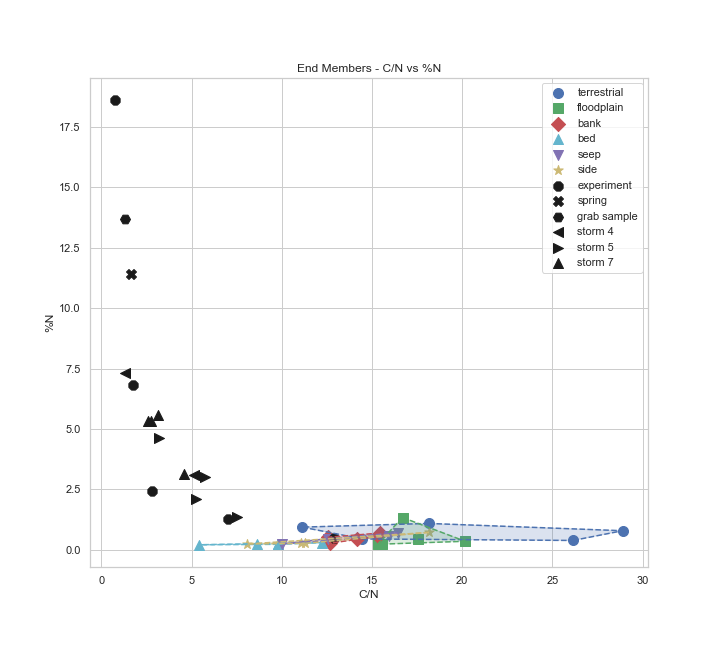 End Members - C/N vs %N
terrestrial
floodplain
bank
bed
seep
side
experiment
spring
grab sample
storm 4
storm 5
storm 7
17.5
15.0
12.5
10.0
7.5
5.0
2.5
0.0
%N
0 5 10 15 20 25 30
C/N